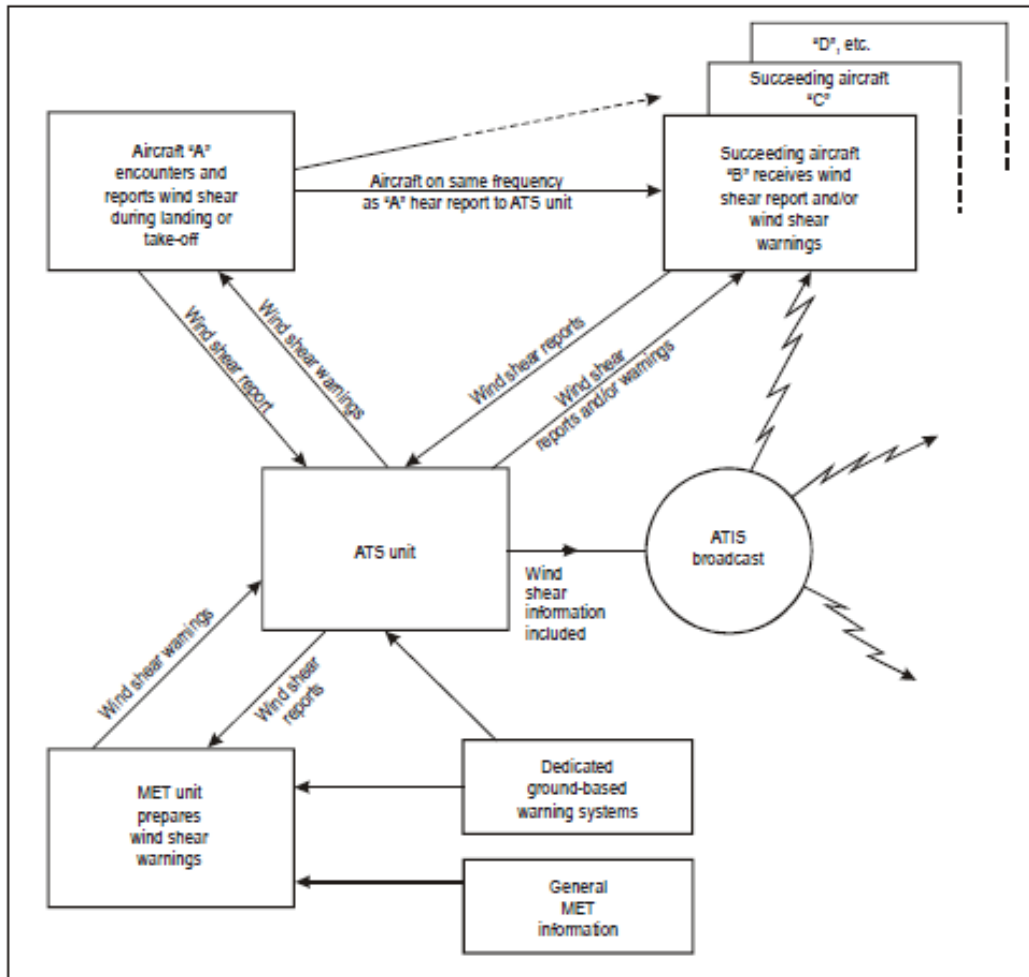 "D", etc.
Succeeding aircraft
"C"
Aircraft "A"
encounters and
reports wind shear
during landing or
take-off
Aircraft on same frequency
as "A" hear report to ATS unit
Succeeding aircraft
"B" receives wind
shear report and/or
wind shear
warnings
Wind shear report
Wind shear warnings
Wind shear reports
Wind shear
reports and/or warnings
ATS unit
Wind
shear
information
included
ATIS
broadcast
Wind shear warnings
Wind shear
reports
MET unit
prepares
wind shear
warnings
Dedicated
ground-based
warning systems
General
MET
information